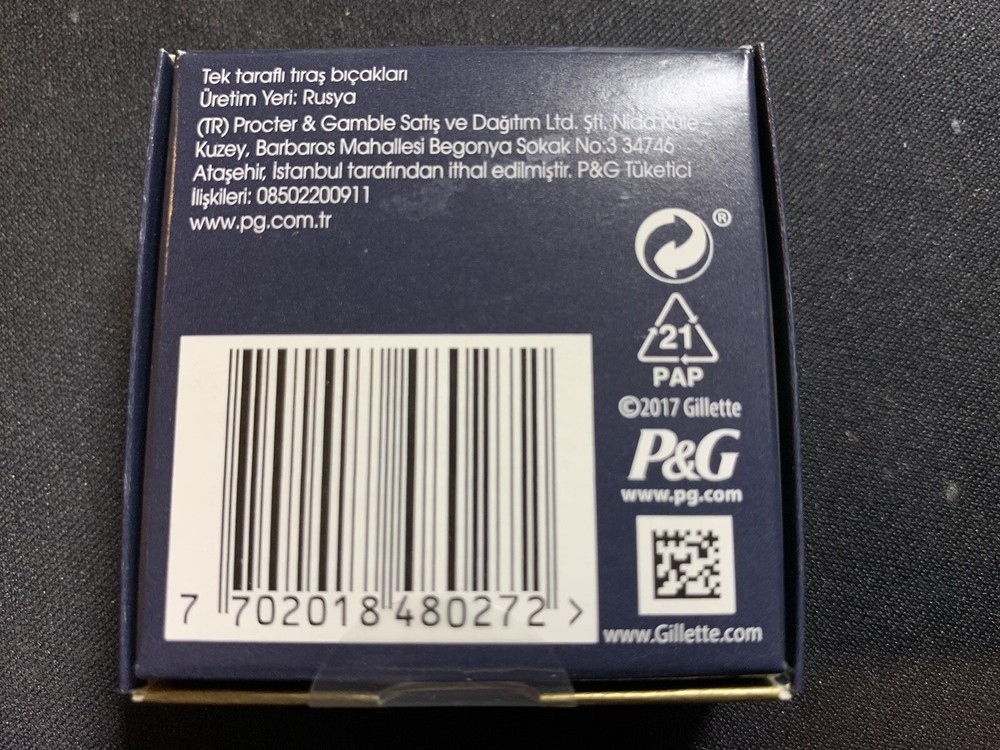 Tek taraflı tıraş bıçakları
Üretim Yeri: Rusya
(TR) Procter & Gamble Satış ve Dağıtım Ltd. Şti. Nida Kule –
Kuzey, Barbaros Mahallesi Begonya Sokak No:3 34746
Ataşehir, İstanbul tarafından ithal edilmiştir. P&G Tüketici
İlişkileri: 08502200911
www.pg.com.tr
®
21
PAP
©2017 Gillette
P&G
www.pg.com
7 702018 480272 >
www.Gillette.com